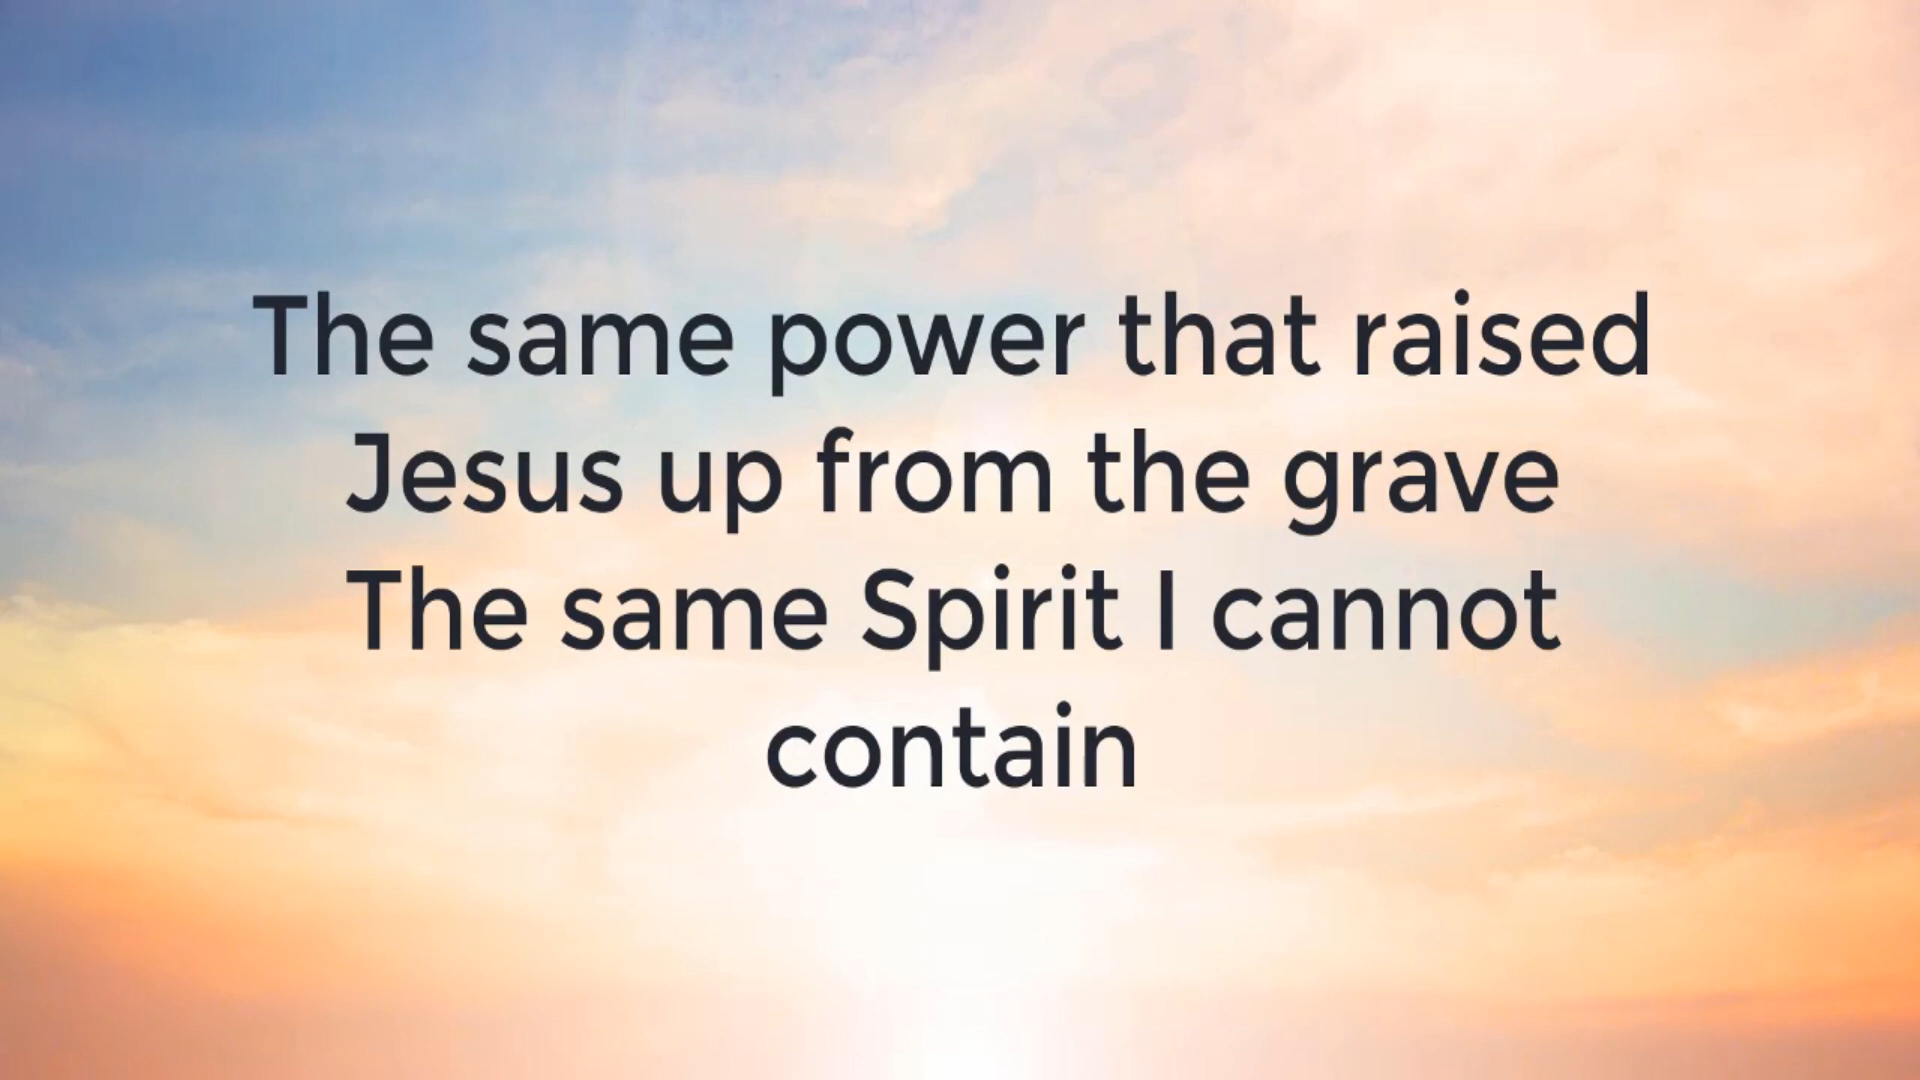 The same power that raised
Jesus up from the grave
The same Spirit I cannot
contain